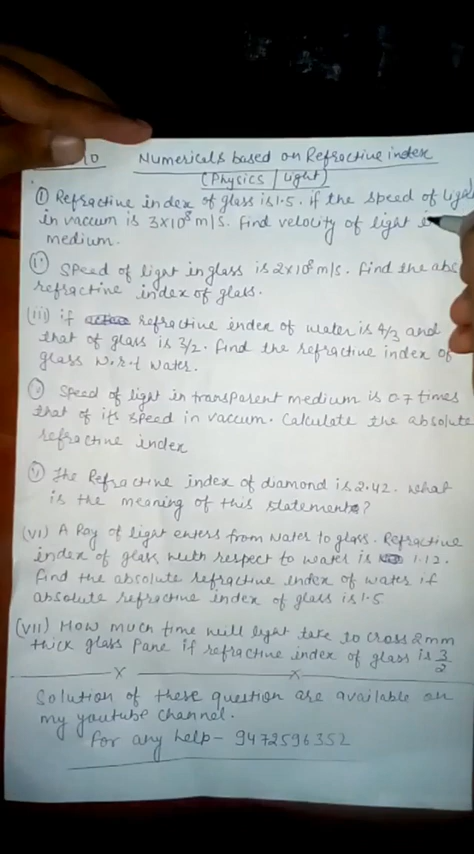 10 Numericals based on Refractive index
(Physics / Light)
(i) Refractive index of glass is 1.5. if the speed of light
in vaccum is 3×10⁸ m/s. find velocity of light
medium.
(ii) Speed of light in glass is 2×10⁸ m/s. find the
refractive index of glass.
(iii) if refractive index of water is 4/3 and
that of glass is 3/2. find the refractive index of
glass w.r.t water.
Speed of light in transparent medium is 0.7 times
that of its speed in vaccum. Calculate the absolute
refractive index
(v) The Refractive index of diamond is 2.42. what
is the meaning of this statement?
(vi) A Ray of light enters from water to glass. Refractive
index of glass with respect to water is 1.12.
find the absolute refractive index of water if
absolute refractive index of glass is 1.5
(vii) How much time will light take to cross 2mm
thick glass pane if refractive index of glass is 3/2
x x
Solution of these question are available on
my youtube channel.
for any help- 9472596352